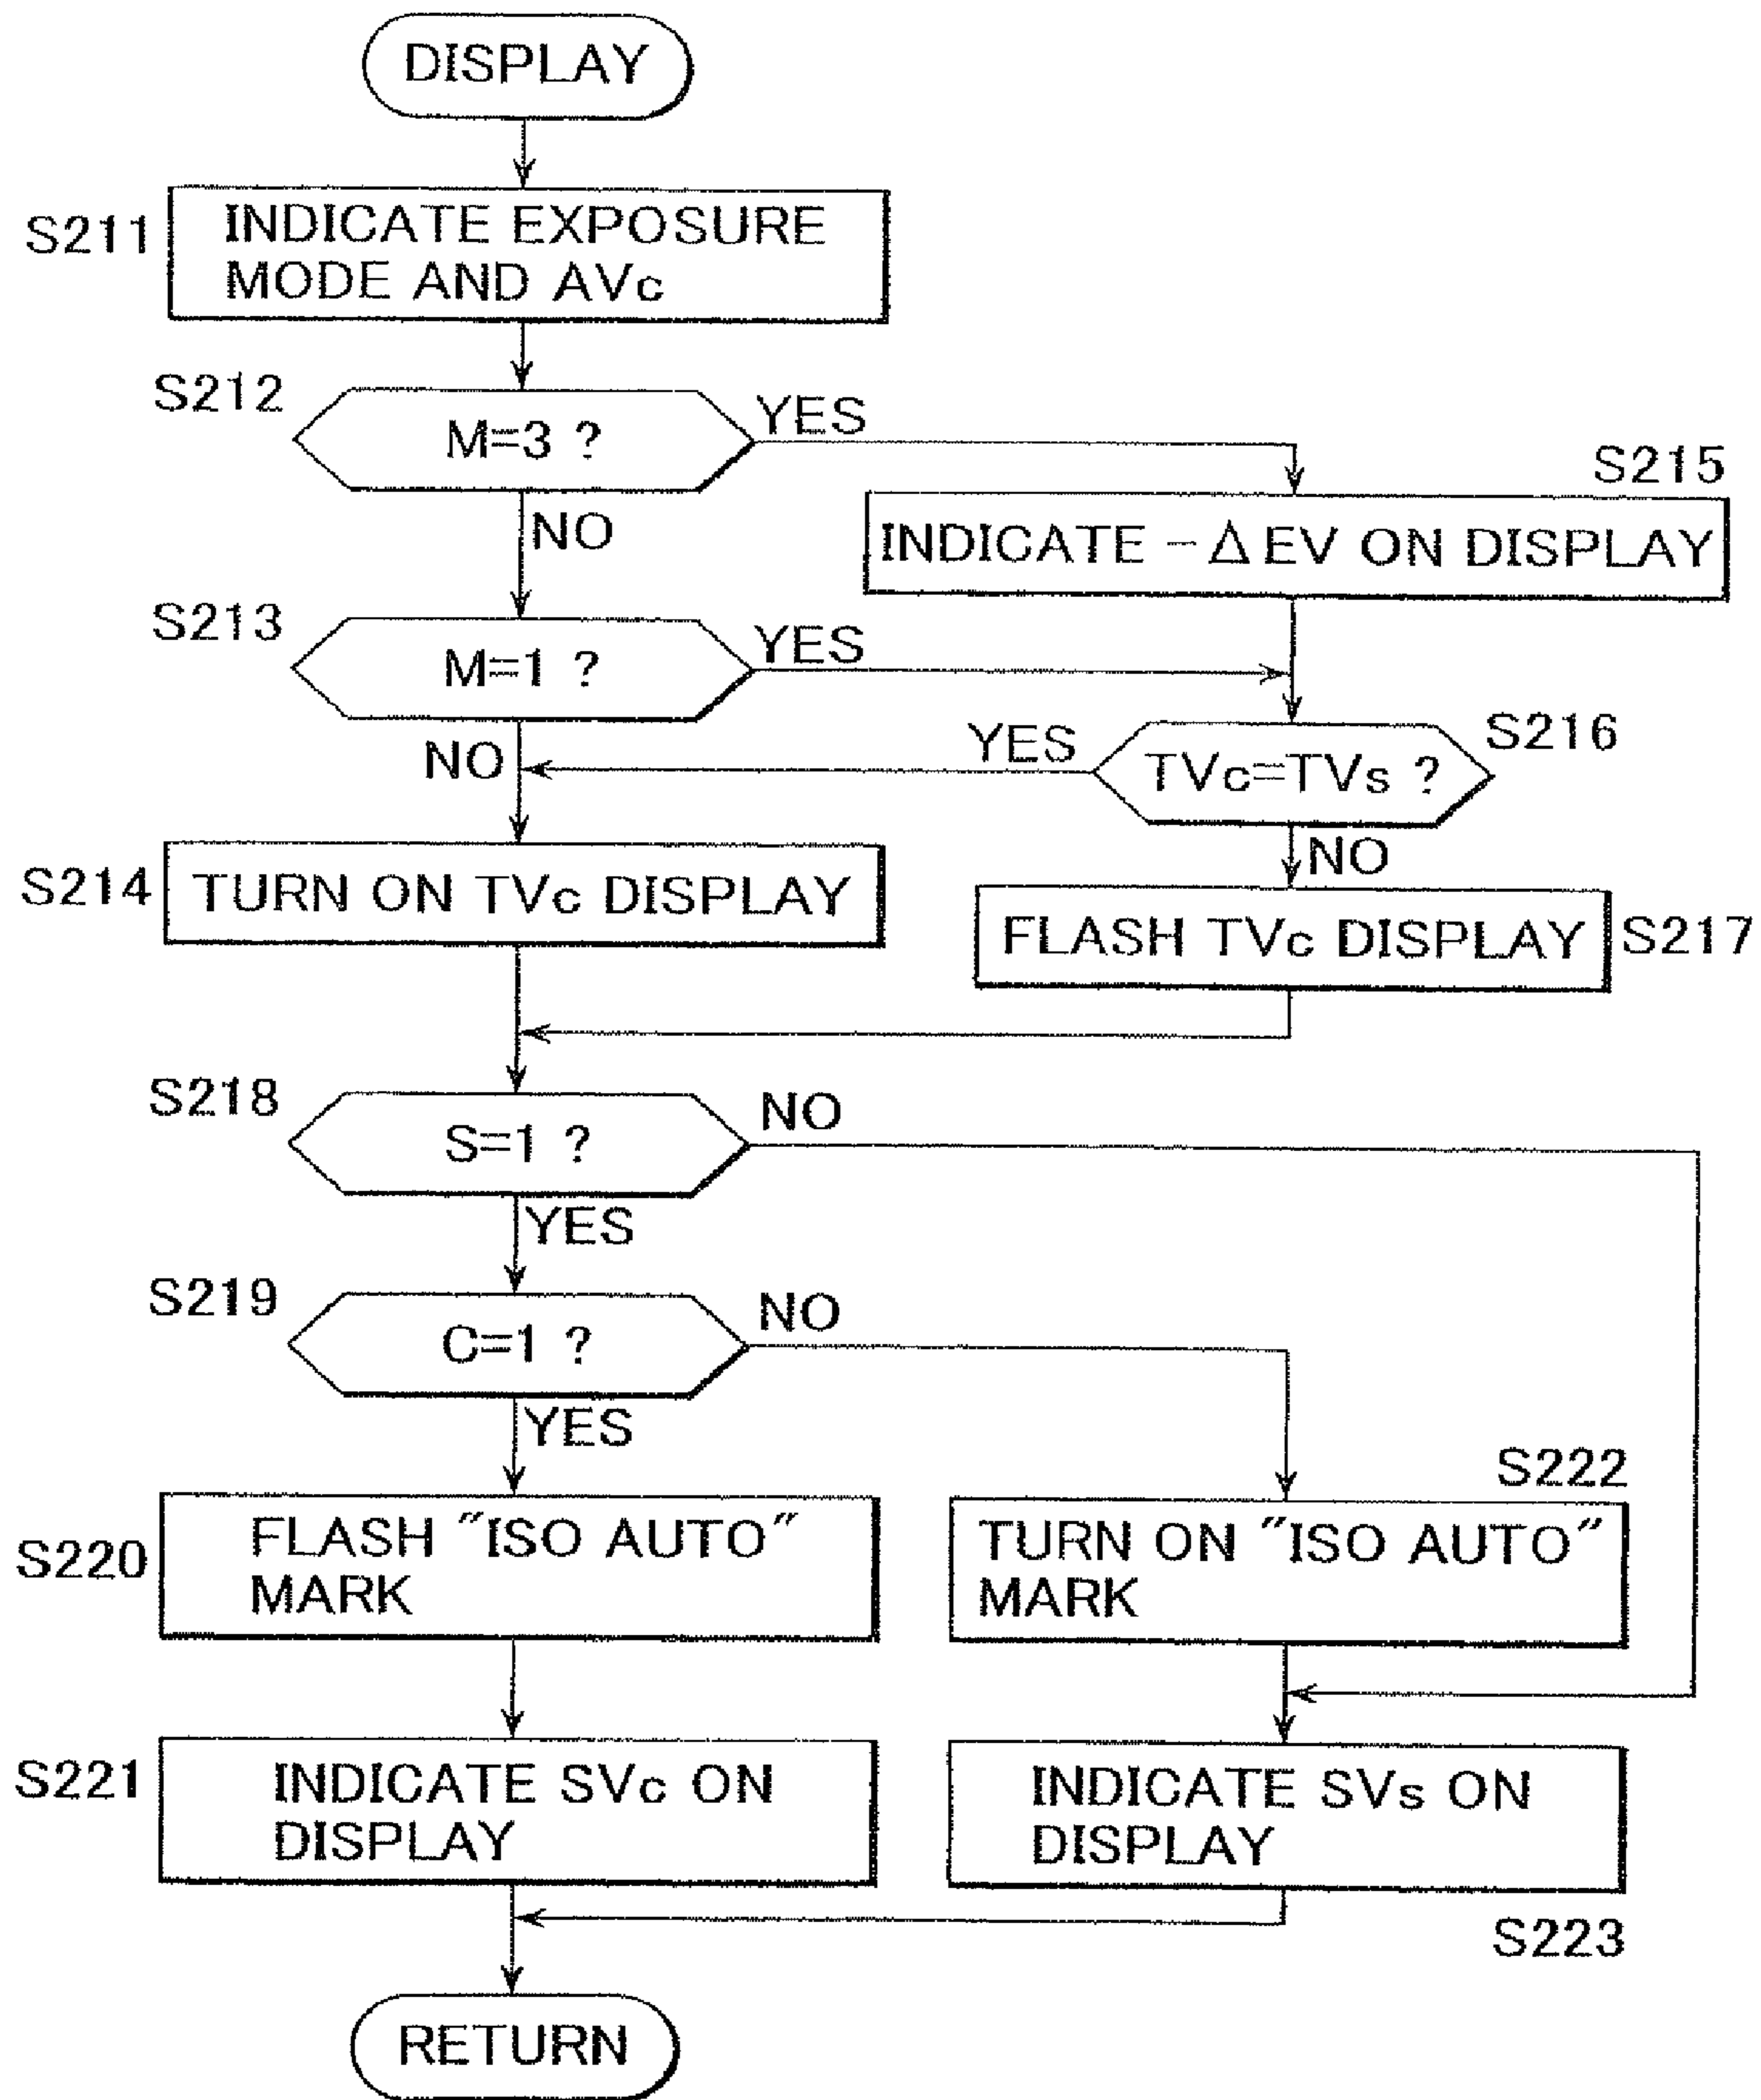 DISPLAY
S211
INDICATE EXPOSURE
MODE AND AVc
S212
M=3 ?
YES
NO
S215
INDICATE -Δ EV ON DISPLAY
S213
M=1 ?
YES
NO
S216
TVc=TVs ?
YES
NO
S214
TURN ON TVc DISPLAY
FLASH TVc DISPLAY
S217
S218
S=1 ?
NO
YES
S219
C=1 ?
NO
YES
S220
FLASH "ISO AUTO"
MARK
S222
TURN ON "ISO AUTO"
MARK
S221
INDICATE SVc ON
DISPLAY
INDICATE SVs ON
DISPLAY
S223
RETURN